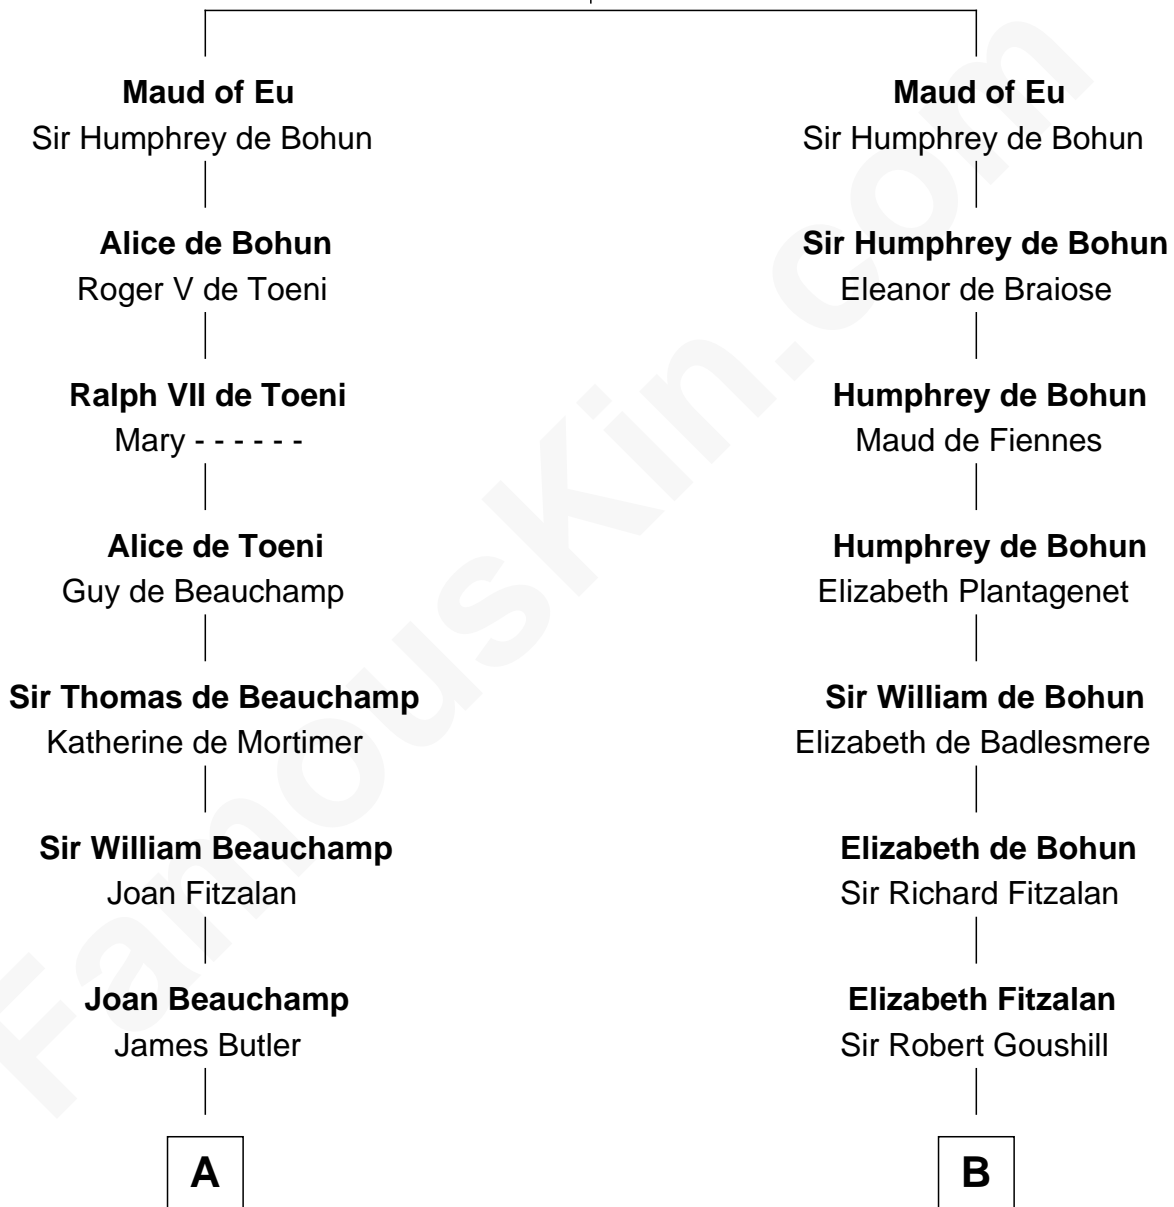 Maud of Eu
Sir Humphrey de Bohun
Alice de Bohun
Roger V de Toeni
Ralph VII de Toeni
Mary - - - - - -
Alice de Toeni
Guy de Beauchamp
Sir Thomas de Beauchamp
Katherine de Mortimer
Sir William Beauchamp
Joan Fitzalan
Joan Beauchamp
James Butler
A
Maud of Eu
Sir Humphrey de Bohun
Sir Humphrey de Bohun
Eleanor de Braiose
Humphrey de Bohun
Maud de Fiennes
Humphrey de Bohun
Elizabeth Plantagenet
Sir William de Bohun
Elizabeth de Badlesmere
Elizabeth de Bohun
Sir Richard Fitzalan
Elizabeth Fitzalan
Sir Robert Goushill
B
FamousKin.com